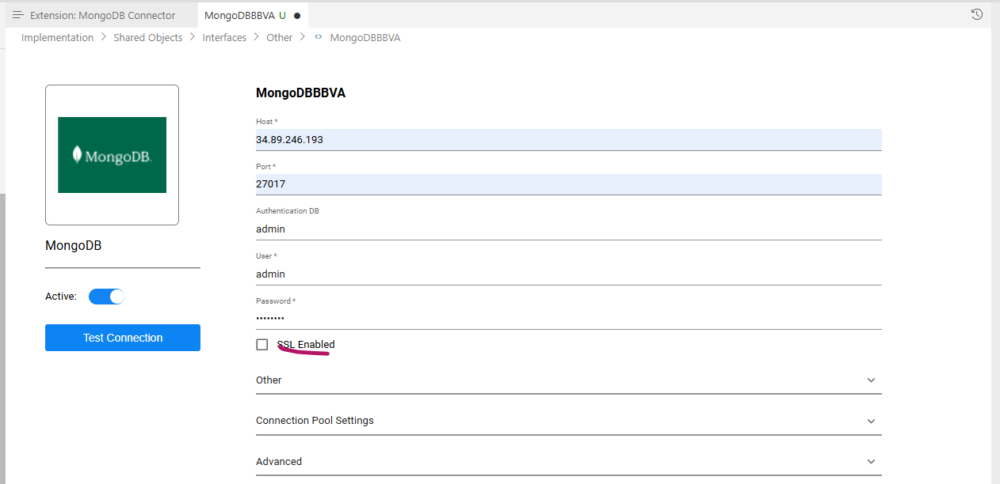 Extension: MongoDB Connector
MongoDBBBVA U
Implementation > Shared Objects > Interfaces > Other > MongoDBBBVA
MongoDB.
MongoDB
Active:
Test Connection
MongoDBBBVA
Host *
34.89.246.193
Port *
27017
Authentication DB
admin
User *
admin
Password *
••••••••
SSL Enabled
Other
Connection Pool Settings
Advanced